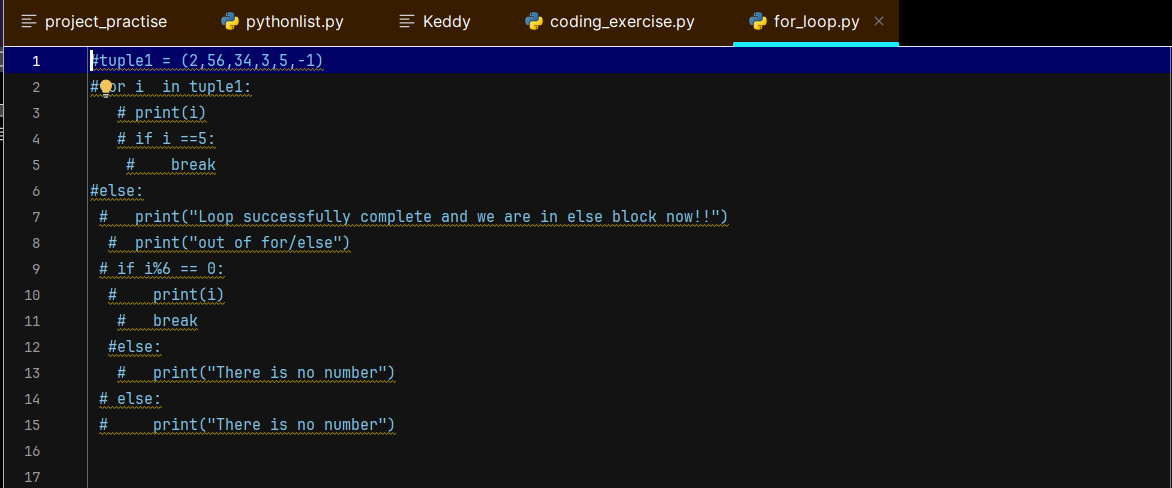 project_practise pythonlist.py Keddy coding_exercise.py for_loop.py ×
1 #tuple1 = (2,56,34,3,5,-1)
2 # or i  in tuple1:
3    # print(i)
4    # if i ==5:
5     #    break
6 #else:
7  #   print("Loop successfully complete and we are in else block now!!")
8   #  print("out of for/else")
9  # if i%6 == 0:
10   #    print(i)
11    #   break
12   #else:
13    #   print("There is no number")
14  # else:
15  #     print("There is no number")
16
17